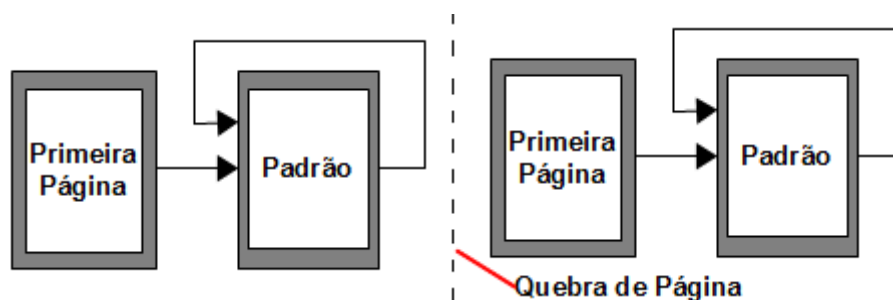 Primeira
Página
Padrão
Primeira
Página
Padrão
Quebra de Página